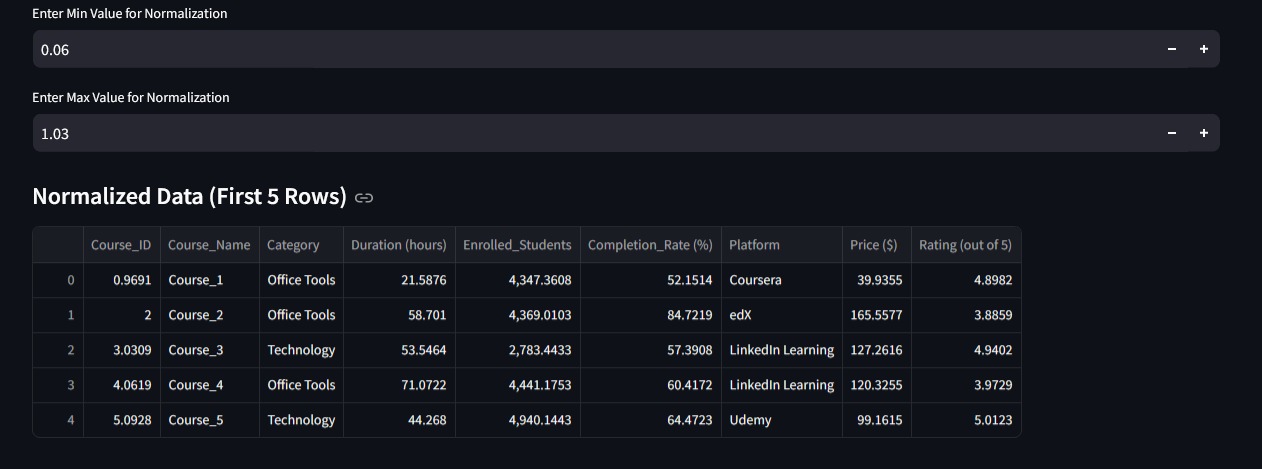 Enter Min Value for Normalization
0.06 − +
Enter Max Value for Normalization
1.03 − +
Normalized Data (First 5 Rows)
Course_ID Course_Name Category Duration (hours) Enrolled_Students Completion_Rate (%) Platform Price ($) Rating (out of 5)
0 0.9691 Course_1 Office Tools 21.5876 4,347.3608 52.1514 Coursera 39.9355 4.8982
1 2 Course_2 Office Tools 58.701 4,369.0103 84.7219 edX 165.5577 3.8859
2 3.0309 Course_3 Technology 53.5464 2,783.4433 57.3908 LinkedIn Learning 127.2616 4.9402
3 4.0619 Course_4 Office Tools 71.0722 4,441.1753 60.4172 LinkedIn Learning 120.3255 3.9729
4 5.0928 Course_5 Technology 44.268 4,940.1443 64.4723 Udemy 99.1615 5.0123